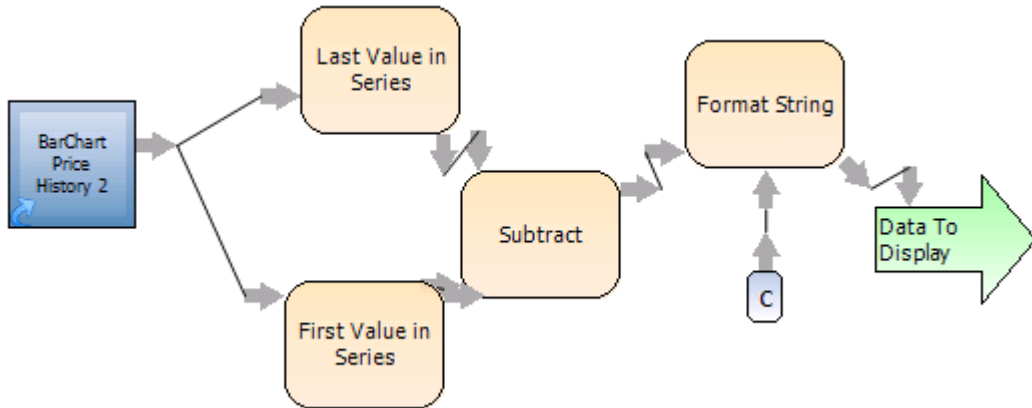 Last Value in
Series
Format String
BarChart
Price
History 2
Subtract
Data To
Display
C
First Value in
Series